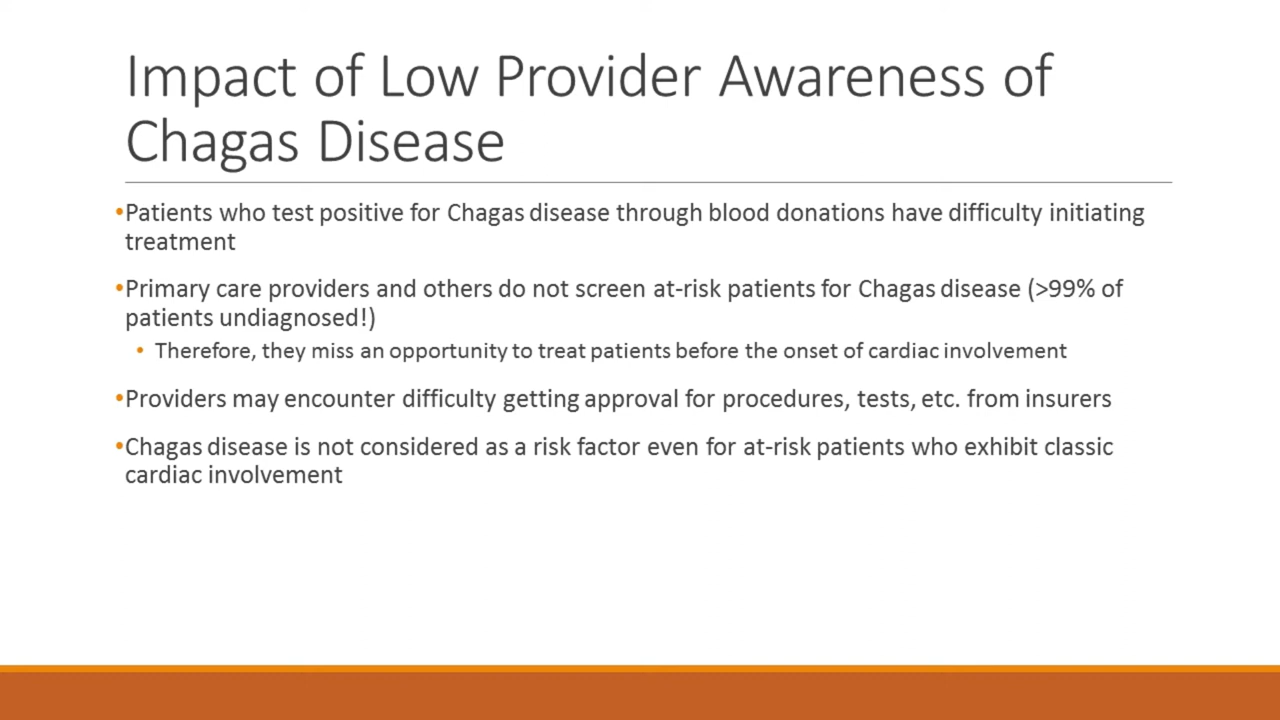 Impact of Low Provider Awareness of
Chagas Disease
•Patients who test positive for Chagas disease through blood donations have difficulty initiating
treatment
•Primary care providers and others do not screen at-risk patients for Chagas disease (>99% of
patients undiagnosed!)
• Therefore, they miss an opportunity to treat patients before the onset of cardiac involvement
•Providers may encounter difficulty getting approval for procedures, tests, etc. from insurers
•Chagas disease is not considered as a risk factor even for at-risk patients who exhibit classic
cardiac involvement